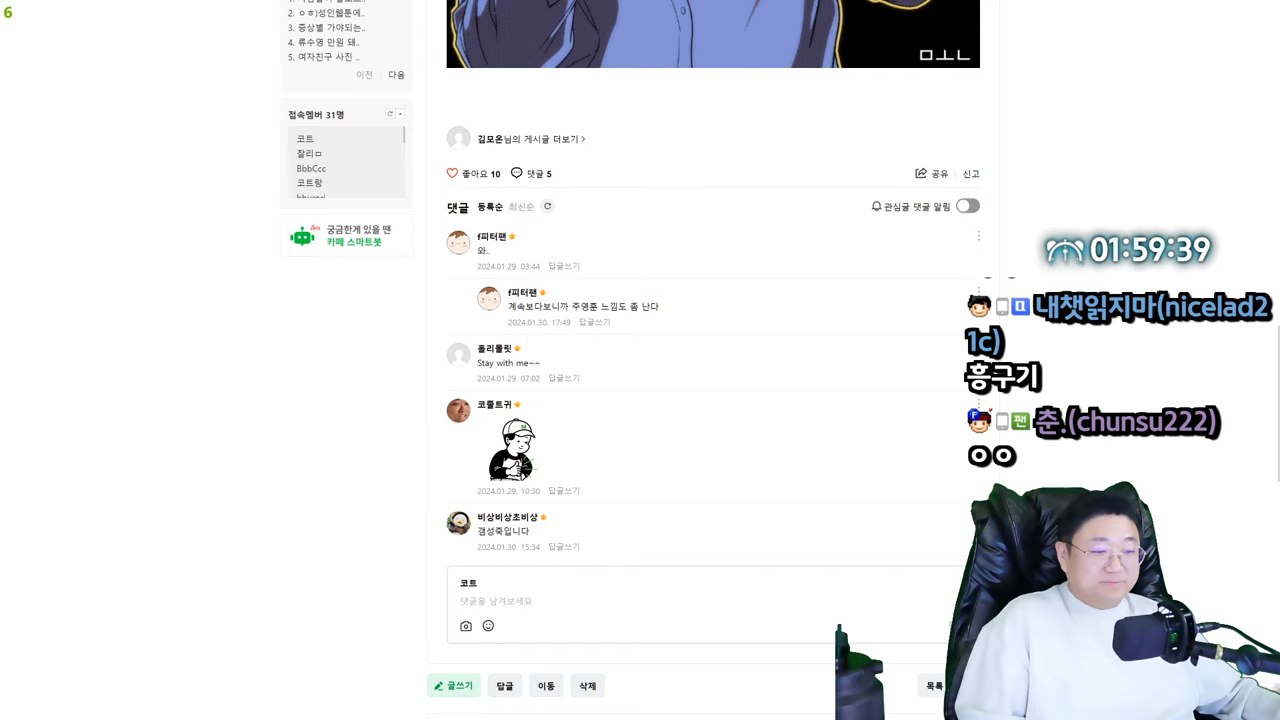 6
2. ㅇㅎ)성인웹툰에..
3. 증상별 가야되는..
4. 류수영 만원 돼..
5. 여자친구 사진 ..
이전 다음
접속멤버 31명
코트
찰리ㅁ
BbbCcc
코트랑
궁금한게 있을 땐
카페 스마트봇
Beta
ㅁㅗㄴ
김모온님의 게시글 더보기 >
좋아요 10 댓글 5
공유 신고
댓글 등록순 최신순
관심글 댓글 알림
f피터팬
와..
2024.01.29. 03:44 답글쓰기
f피터팬
계속보다보니까 주영훈 느낌도 좀 난다
2024.01.30. 17:49 답글쓰기
홀리몰릿
Stay with me~~
2024.01.29. 07:02 답글쓰기
코쫄트귀
2024.01.29. 10:30 답글쓰기
비상비상초비상
갬성죽입니다
2024.01.30. 15:34 답글쓰기
코트
댓글을 남겨보세요
글쓰기 답글 이동 삭제
목록
01:59:39
내챗읽지마(nicelad2
1c)
흥구기
팬 춘.(chunsu222)
ㅇㅇ